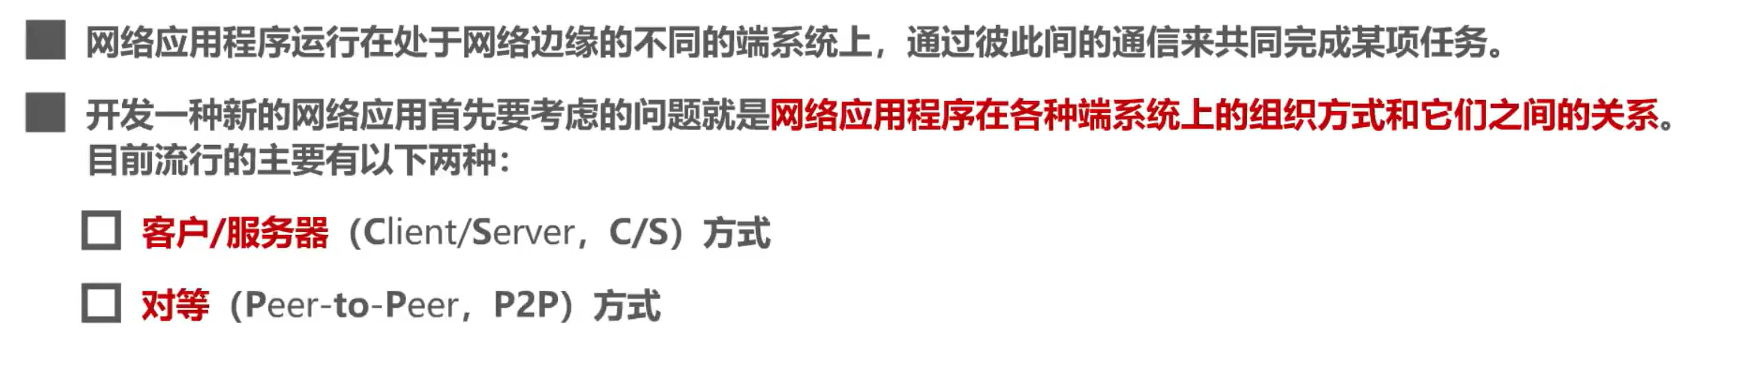 网络应用程序运行在处于网络边缘的不同的端系统上，通过彼此间的通信来共同完成某项任务。
开发一种新的网络应用首先要考虑的问题就是网络应用程序在各种端系统上的组织方式和它们之间的关系。
目前流行的主要有以下两种：
客户/服务器（Client/Server，C/S）方式
对等（Peer-to-Peer，P2P）方式